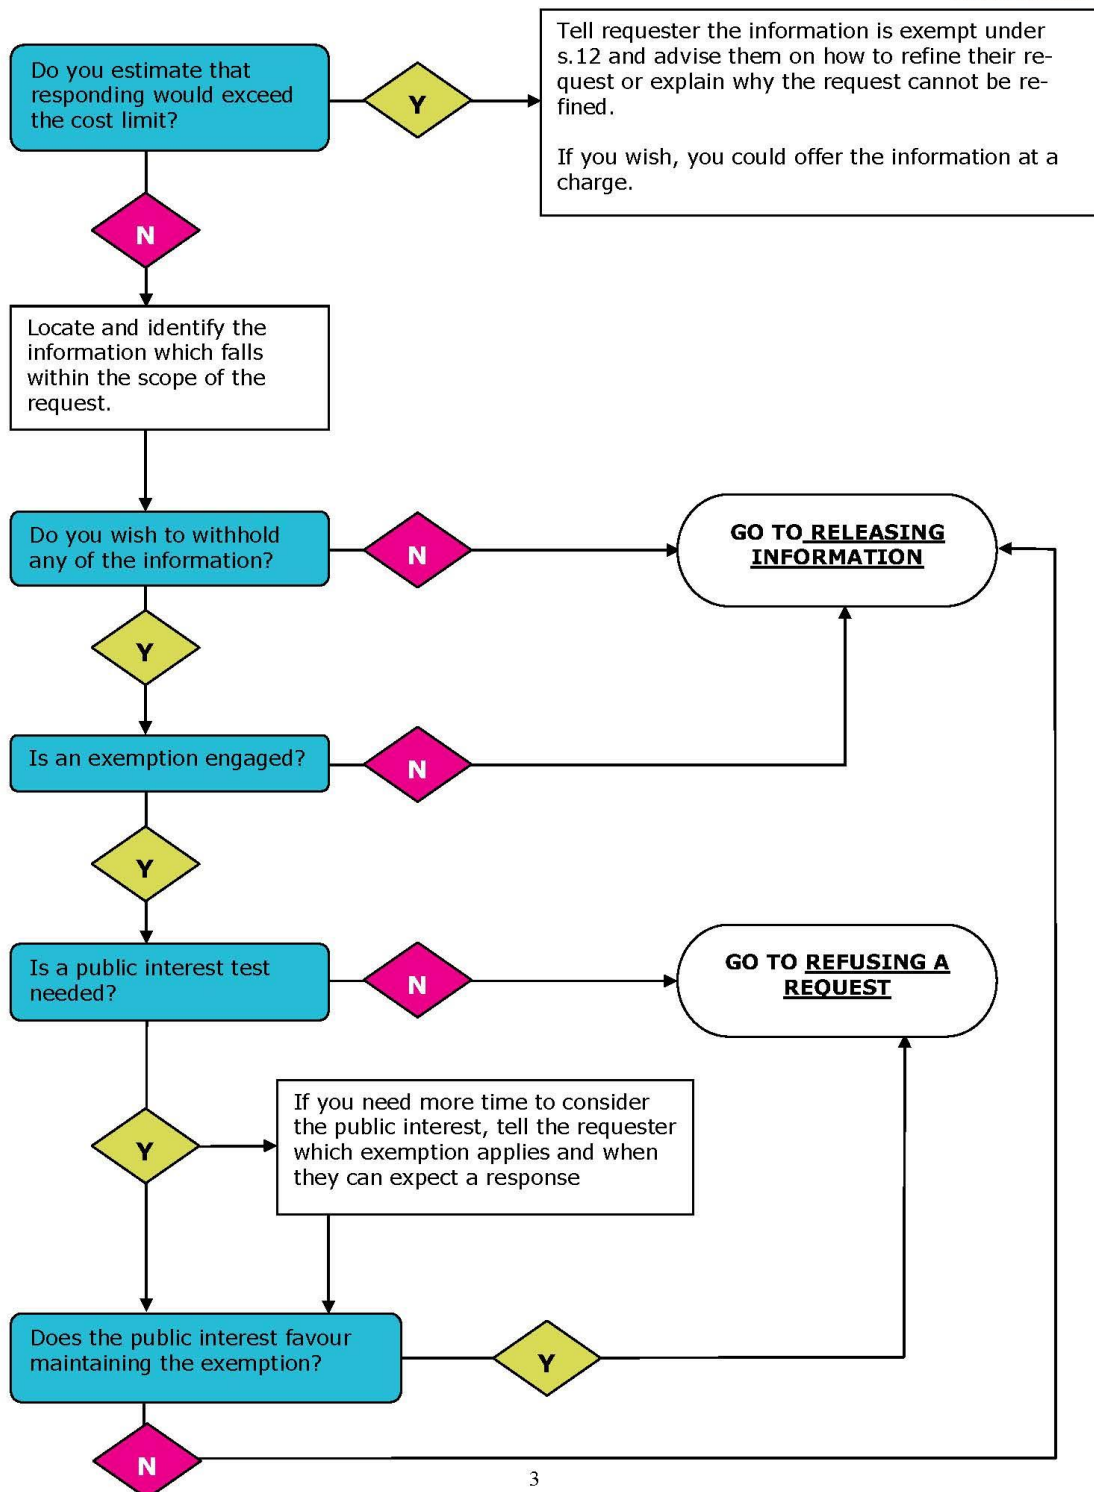 Do you estimate that
responding would exceed
the cost limit?
Y
Tell requester the information is exempt under
s.12 and advise them on how to refine their re-
quest or explain why the request cannot be re-
fined.
If you wish, you could offer the information at a
charge.
N
Locate and identify the
information which falls
within the scope of the
request.
Do you wish to withhold
any of the information?
N
GO TO RELEASING
INFORMATION
Y
Is an exemption engaged?
N
Y
Is a public interest test
needed?
N
GO TO REFUSING A
REQUEST
Y
If you need more time to consider
the public interest, tell the requester
which exemption applies and when
they can expect a response
Does the public interest favour
maintaining the exemption?
Y
N
3